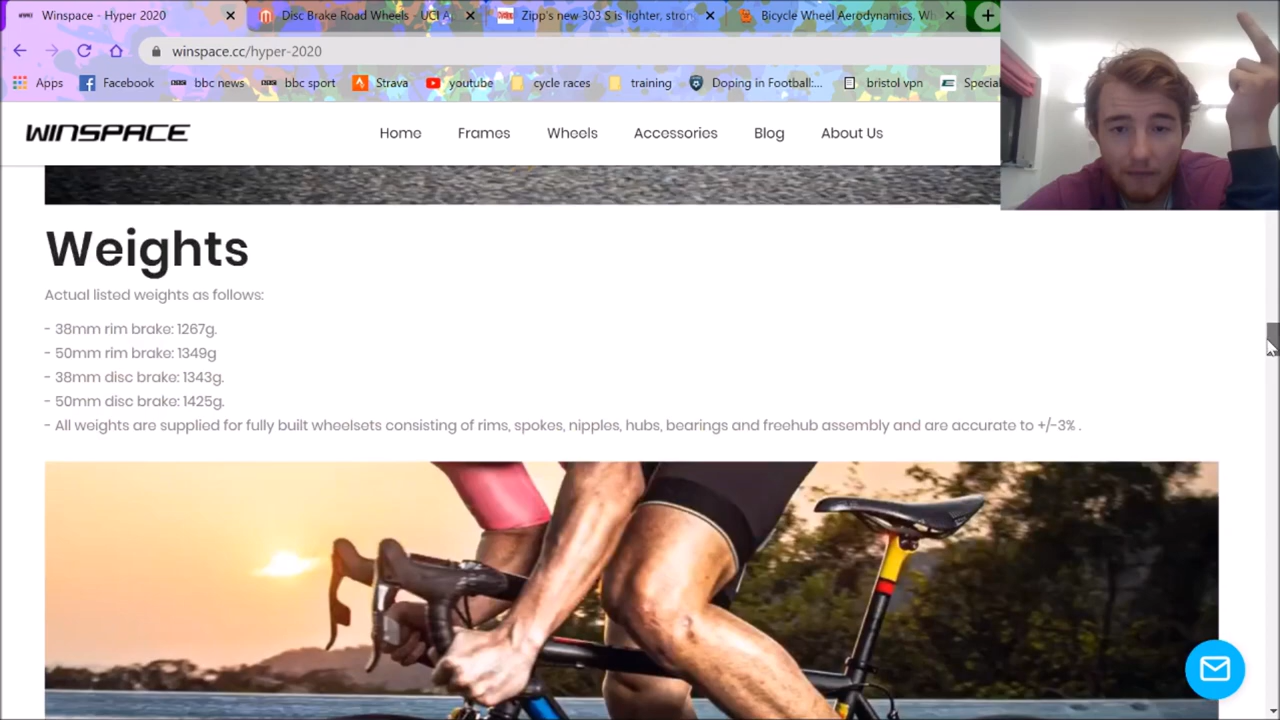 Winspace - Hyper 2020
Disc Brake Road Wheels - UCI Ap
Zipp's new 303 S is lighter, stron
Bicycle Wheel Aerodynamics, Wh
winspace.cc/hyper-2020
Apps Facebook bbc news bbc sport Strava youtube cycle races training Doping in Football:... bristol vpn Special
WINSPACE Home Frames Wheels Accessories Blog About Us
Weights
Actual listed weights as follows:
- 38mm rim brake: 1267g.
- 50mm rim brake: 1349g
- 38mm disc brake: 1343g.
- 50mm disc brake: 1425g.
- All weights are supplied for fully built wheelsets consisting of rims, spokes, nipples, hubs, bearings and freehub assembly and are accurate to +/-3% .